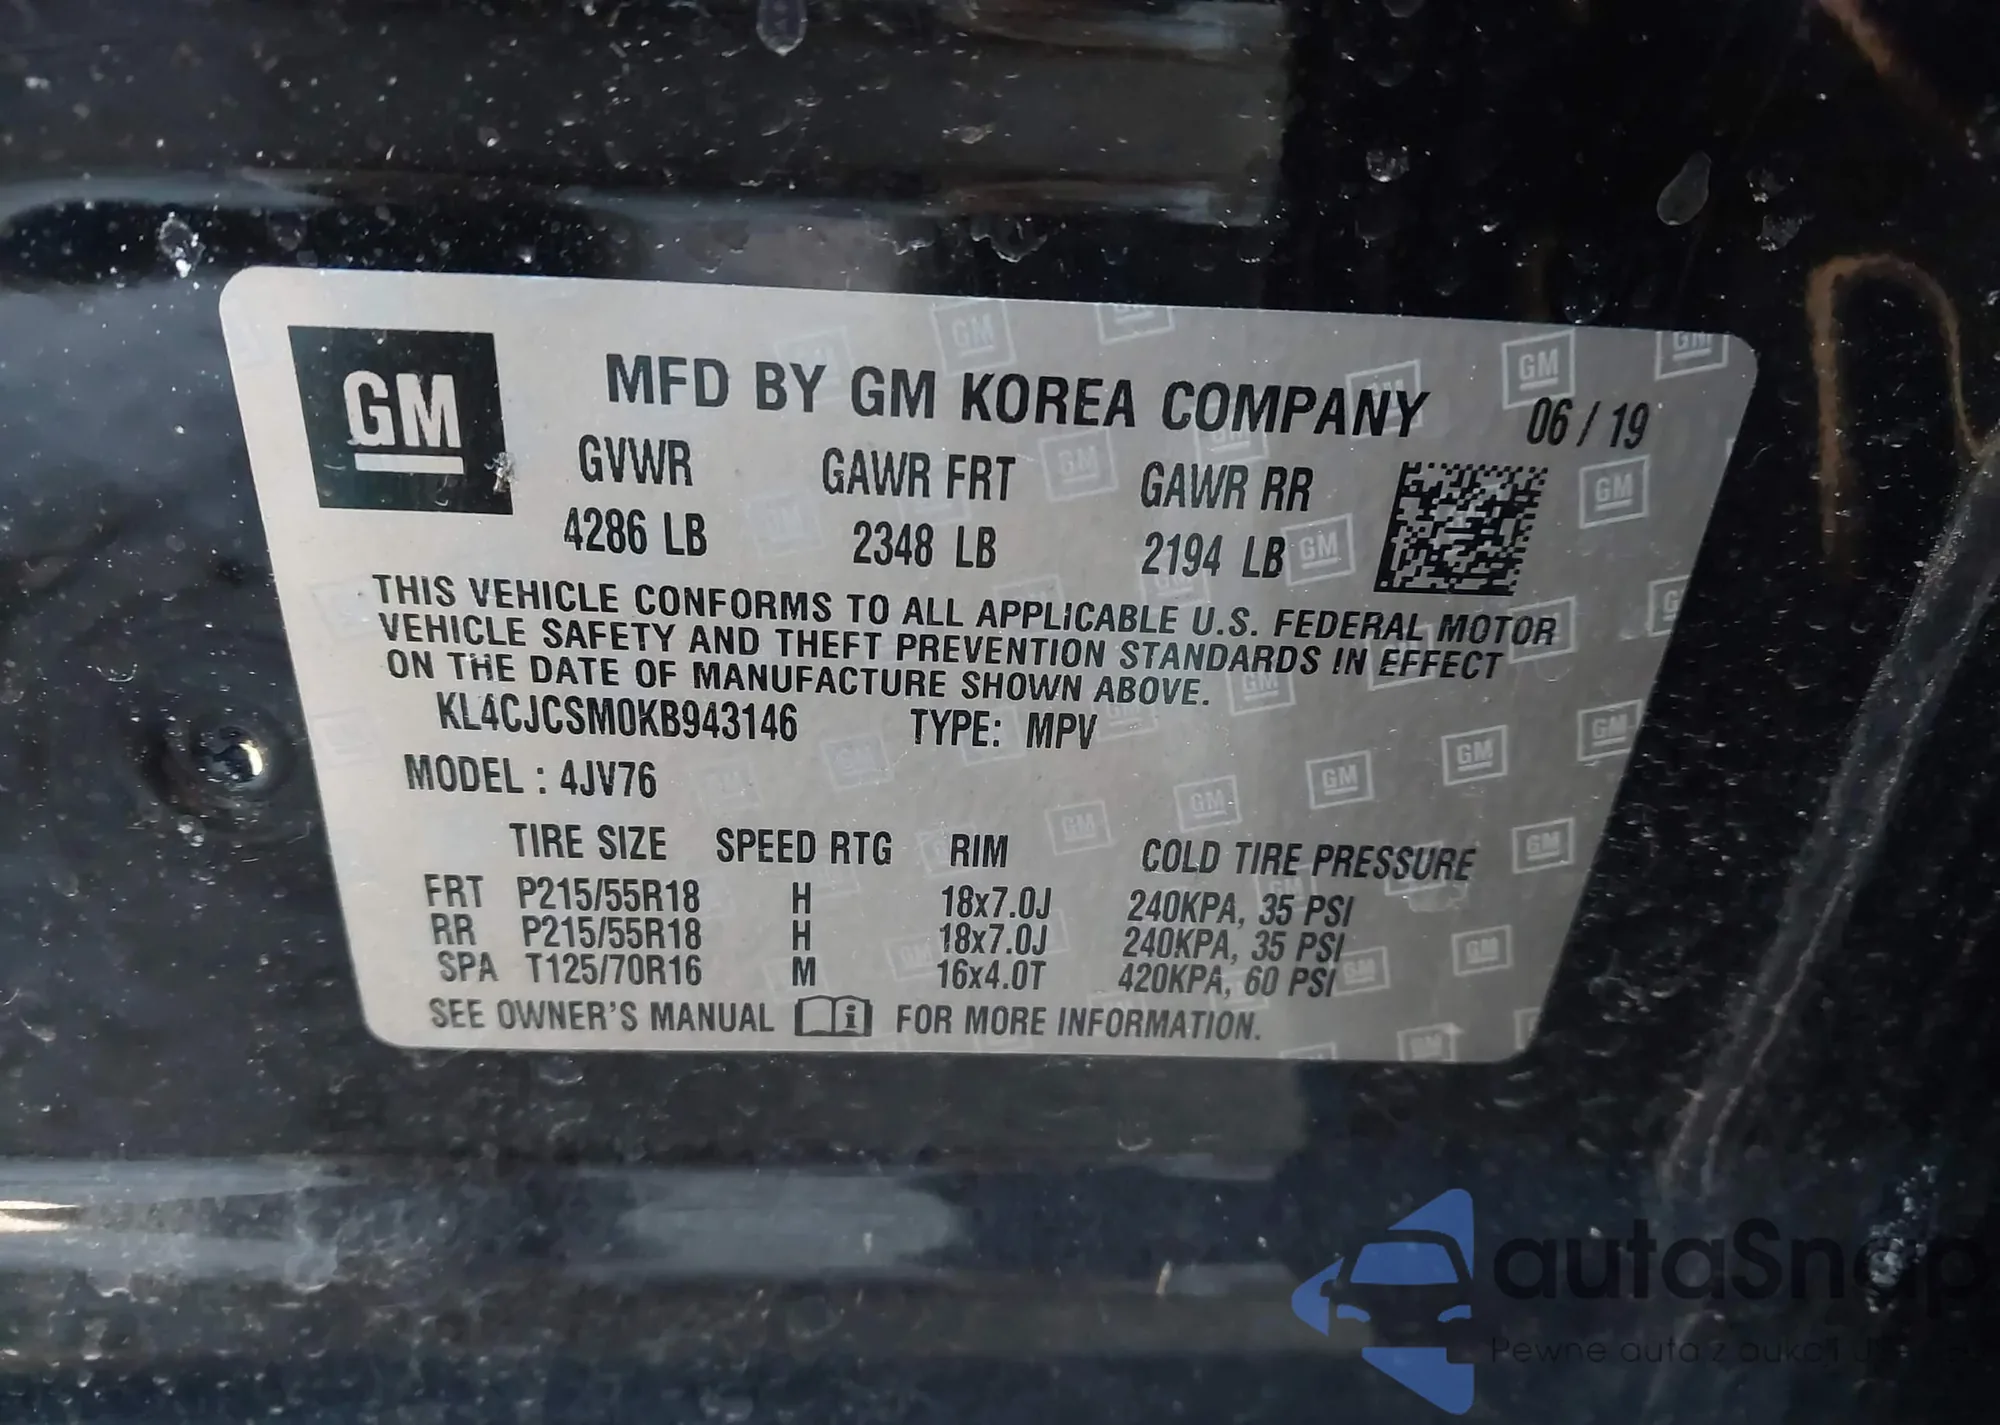 GM
MFD BY GM KOREA COMPANY 06 / 19
GVWR GAWR FRT GAWR RR
4286 LB 2348 LB 2194 LB
THIS VEHICLE CONFORMS TO ALL APPLICABLE U.S. FEDERAL MOTOR
VEHICLE SAFETY AND THEFT PREVENTION STANDARDS IN EFFECT
ON THE DATE OF MANUFACTURE SHOWN ABOVE.
KL4CJCSM0KB943146 TYPE: MPV
MODEL : 4JV76
TIRE SIZE SPEED RTG RIM COLD TIRE PRESSURE
FRT P215/55R18 H 18x7.0J 240KPA, 35 PSI
RR P215/55R18 H 18x7.0J 240KPA, 35 PSI
SPA T125/70R16 M 16x4.0T 420KPA, 60 PSI
SEE OWNER'S MANUAL i FOR MORE INFORMATION.
autaSnap
Pewne auta z aukcji